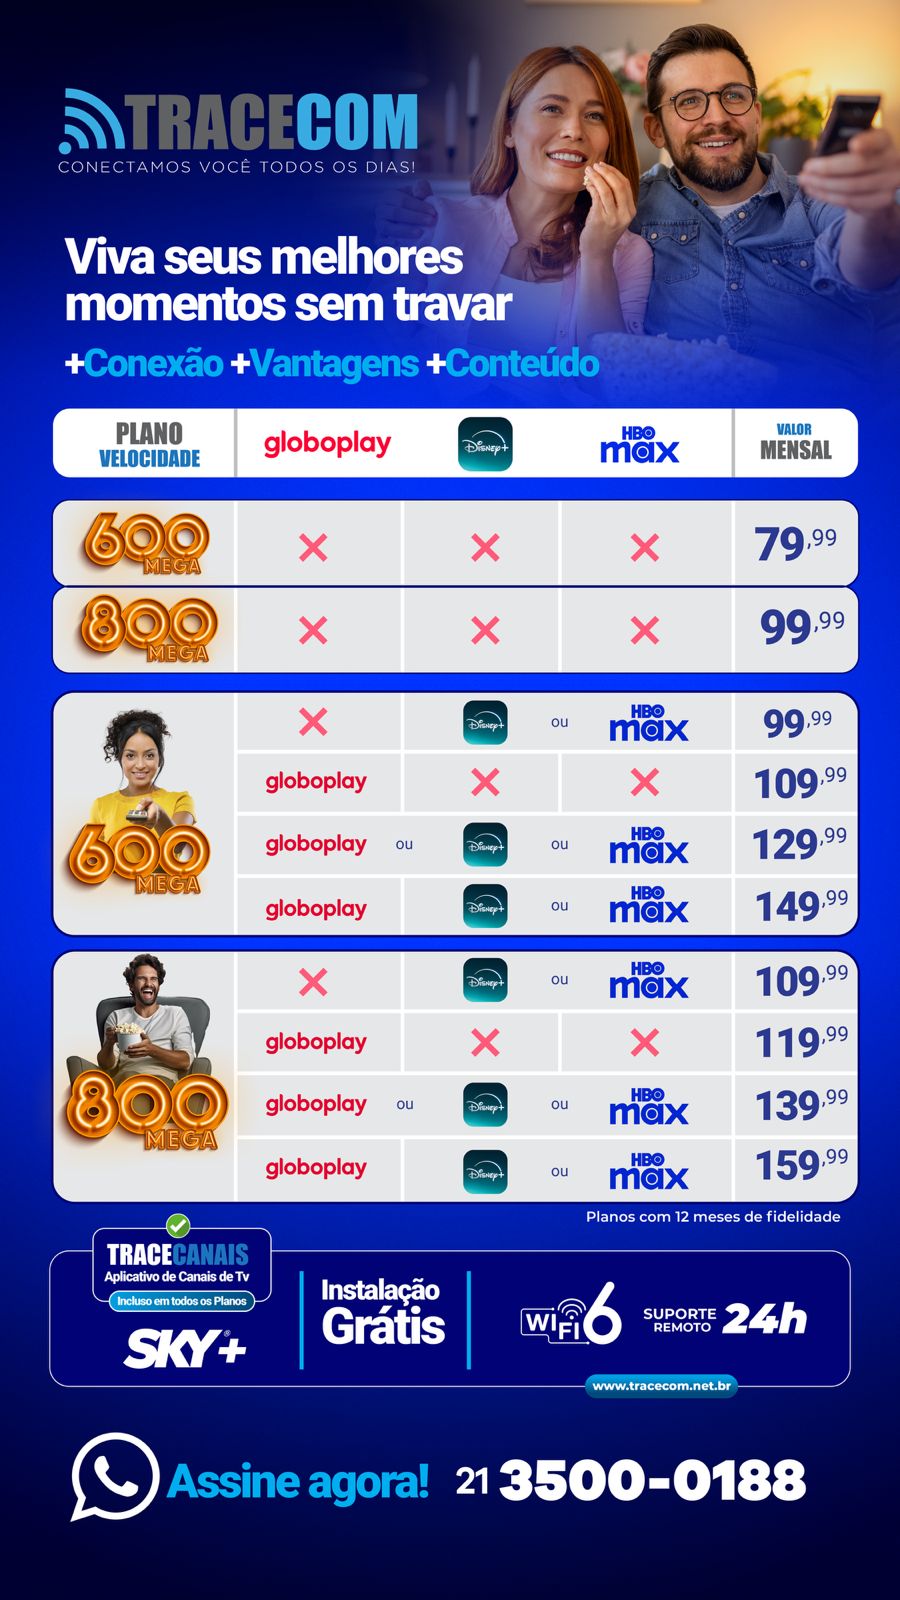 TRACECOM
CONECTAMOS VOCÊ TODOS OS DIAS!
Viva seus melhores
momentos sem travar
+Conexão +Vantagens +Conteúdo
PLANO
VELOCIDADE
globoplay
Disney+
HBO
max
VALOR
MENSAL
600
MEGA
79,99
800
MEGA
99,99
600
MEGA
Disney+ ou HBO max 99,99
globoplay 109,99
globoplay ou Disney+ ou HBO max 129,99
globoplay Disney+ ou HBO max 149,99
800
MEGA
Disney+ ou HBO max 109,99
globoplay 119,99
globoplay ou Disney+ ou HBO max 139,99
globoplay Disney+ ou HBO max 159,99
Planos com 12 meses de fidelidade
TRACECANAIS
Aplicativo de Canais de Tv
Incluso em todos os Planos
SKY+
Instalação
Grátis
WIFI 6
SUPORTE
REMOTO
24h
www.tracecom.net.br
Assine agora! 21 3500-0188